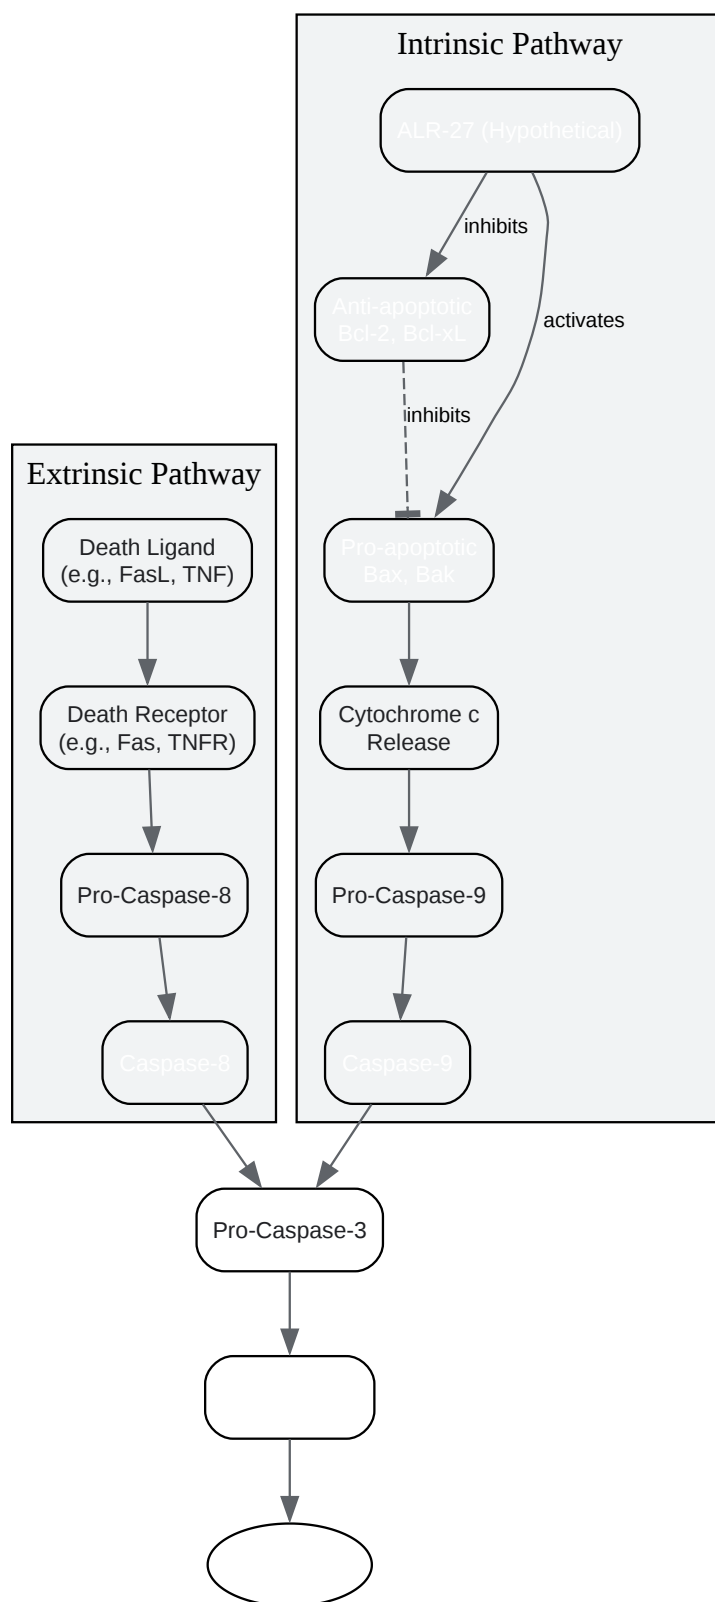 Intrinsic Pathway
ALR-27 (Hypothetical)
inhibits
Anti-apoptotic
Bcl-2, Bcl-xL
activates
inhibits
Extrinsic Pathway
Death Ligand
(e.g., FasL, TNF)
Pro-apoptotic
Bax, Bak
Death Receptor
(e.g., Fas, TNFR)
Cytochrome c
Release
Pro-Caspase-8
Pro-Caspase-9
Caspase-8
Caspase-9
Pro-Caspase-3